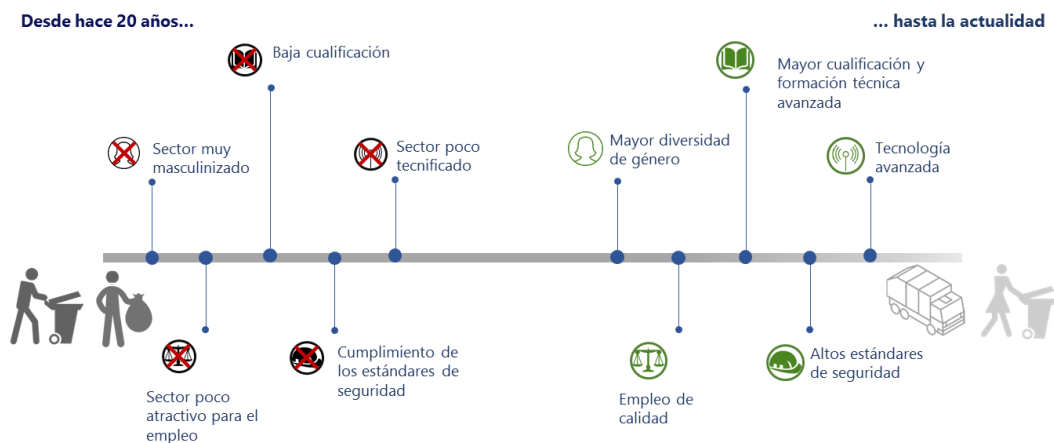 Desde hace 20 años...
... hasta la actualidad
Baja cualificación
Mayor cualificación y
formación técnica
avanzada
Sector muy
masculinizado
Sector poco
tecnificado
Mayor diversidad
de género
Tecnología
avanzada
Sector poco
atractivo para el
empleo
Cumplimiento de
los estándares de
seguridad
Empleo de
calidad
Altos estándares
de seguridad